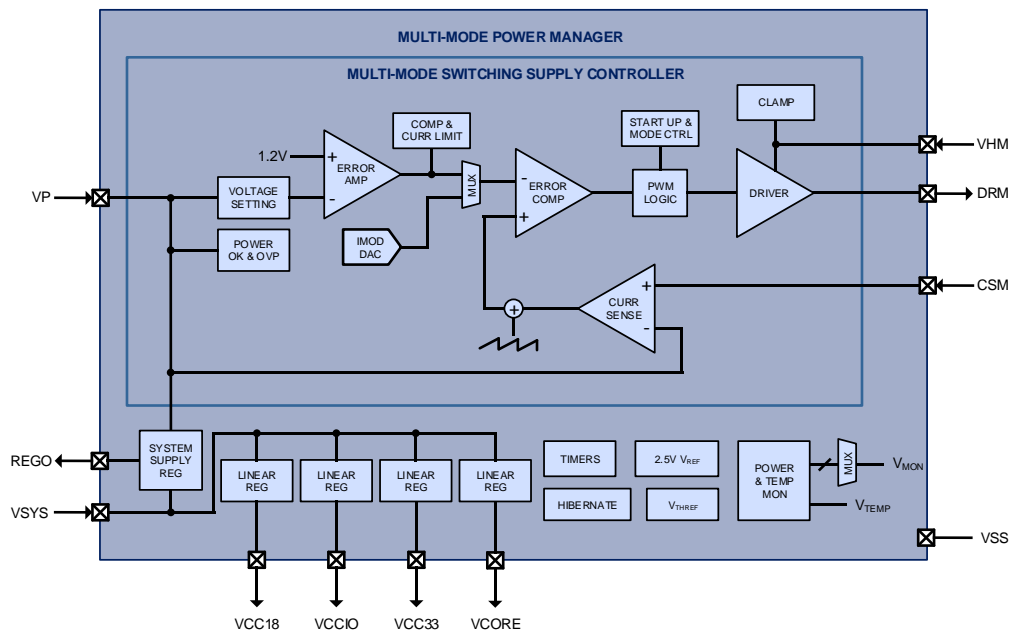 MULTI-MODE POWER MANAGER
MULTI-MODE SWITCHING SUPPLY CONTROLLER
CLAMP
COMP &
CURR LIMIT
START UP &
MODE CTRL
VHM
1.2V
+
ERROR
AMP
-
MUX
-
ERROR
COMP
+
PWM
LOGIC
DRIVER
VP
VOLTAGE
SETTING
DRM
POWER
OK & OVP
IMOD
DAC
CSM
+
CURR
SENSE
-
+
REGO
SYSTEM
SUPPLY
REG
LINEAR
REG
LINEAR
REG
LINEAR
REG
LINEAR
REG
TIMERS
2.5V VREF
POWER
& TEMP
MON
MUX
VMON
HIBERNATE
VTHREF
VTEMP
VSYS
VSS
VCC18
VCCIO
VCC33
VCORE